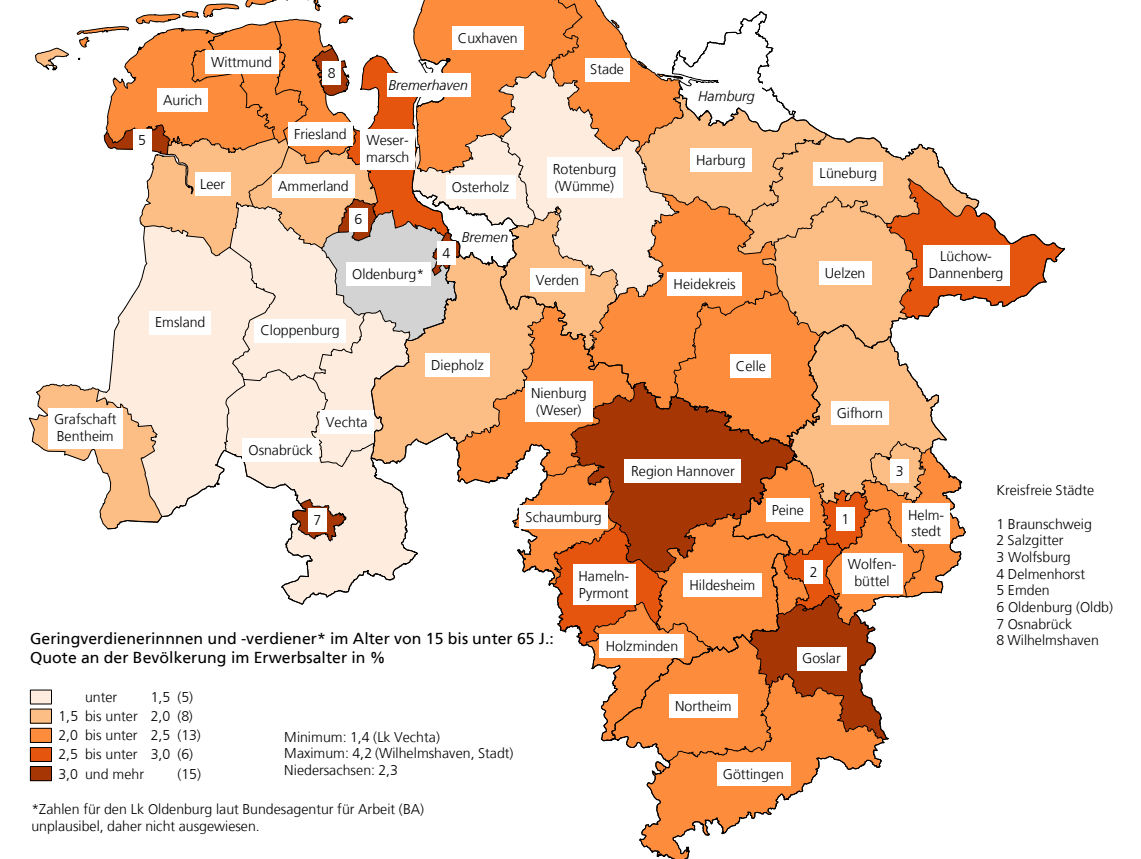 Cuxhaven
Wittmund
8
Stade
Bremerhaven
Aurich
Hamburg
5
Friesland
Weser-
marsch
Harburg
Rotenburg
(Wümme)
Lüneburg
Leer
Ammerland
Osterholz
6
Bremen
4
Lüchow-
Dannenberg
Oldenburg*
Verden
Heidekreis
Uelzen
Emsland
Cloppenburg
Diepholz
Celle
Nienburg
(Weser)
Grafschaft
Bentheim
Vechta
Gifhorn
Osnabrück
Region Hannover
3
7
Schaumburg
Peine
1
Helm-
stedt
Hameln-
Pyrmont
Hildesheim
2
Wolfen-
büttel
Holzminden
Goslar
Northeim
Göttingen
Kreisfreie Städte
1 Braunschweig
2 Salzgitter
3 Wolfsburg
4 Delmenhorst
5 Emden
6 Oldenburg (Oldb)
7 Osnabrück
8 Wilhelmshaven
Geringverdienerinnnen und -verdiener* im Alter von 15 bis unter 65 J.:
Quote an der Bevölkerung im Erwerbsalter in %
unter 1,5 (5)
1,5 bis unter 2,0 (8)
2,0 bis unter 2,5 (13)
2,5 bis unter 3,0 (6)
3,0 und mehr (15)
Minimum: 1,4 (Lk Vechta)
Maximum: 4,2 (Wilhelmshaven, Stadt)
Niedersachsen: 2,3
*Zahlen für den Lk Oldenburg laut Bundesagentur für Arbeit (BA)
unplausibel, daher nicht ausgewiesen.